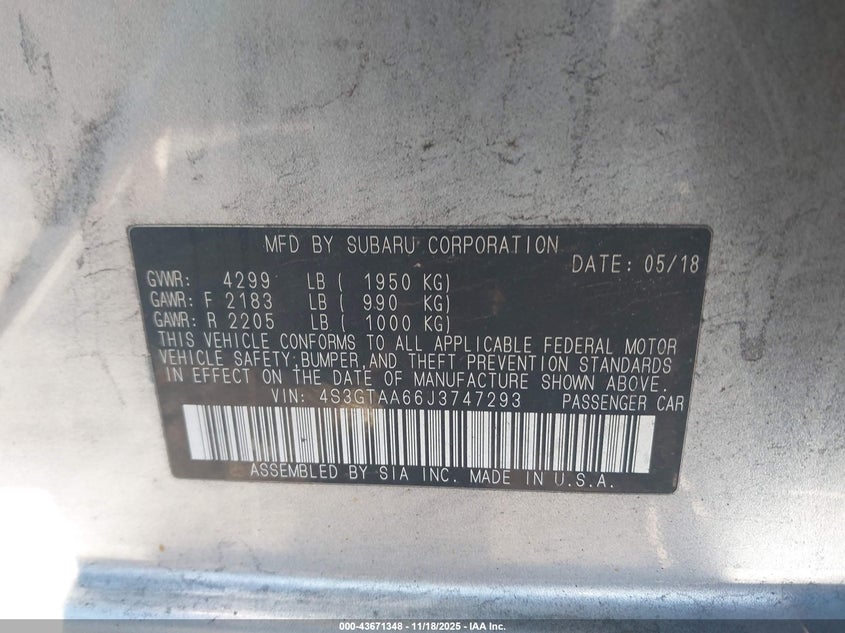 MFD BY SUBARU CORPORATION
DATE: 05/18
GVWR: 4299 LB ( 1950 KG)
GAWR: F 2183 LB ( 990 KG)
GAWR: R 2205 LB ( 1000 KG)
THIS VEHICLE CONFORMS TO ALL APPLICABLE FEDERAL MOTOR
VEHICLE SAFETY,BUMPER,AND THEFT PREVENTION STANDARDS
IN EFFECT ON THE DATE OF MANUFACTURE SHOWN ABOVE.
VIN: 4S3GTAA66J3747293 PASSENGER CAR
ASSEMBLED BY SIA INC. MADE IN U.S.A.
000-43671348 - 11/18/2025 - IAA Inc.